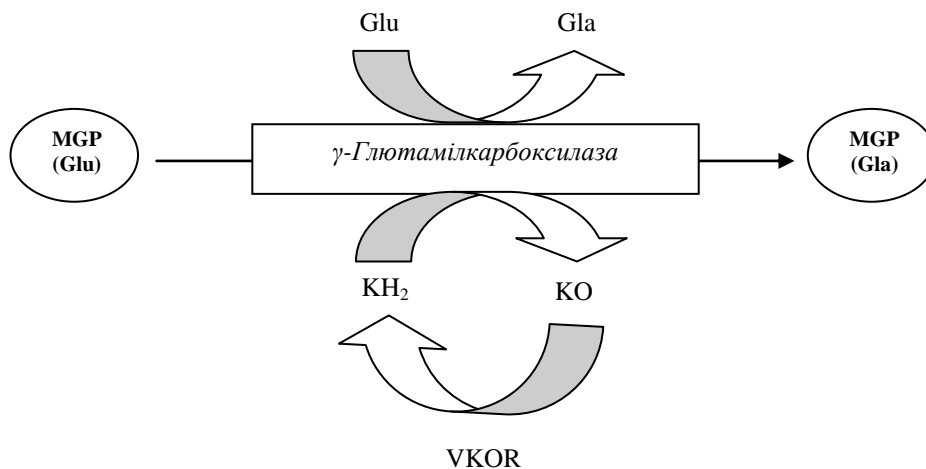 Glu
Gla
MGP
(Glu)
γ-Глютамілкарбоксилаза
MGP
(Gla)
KH₂
KO
VKOR